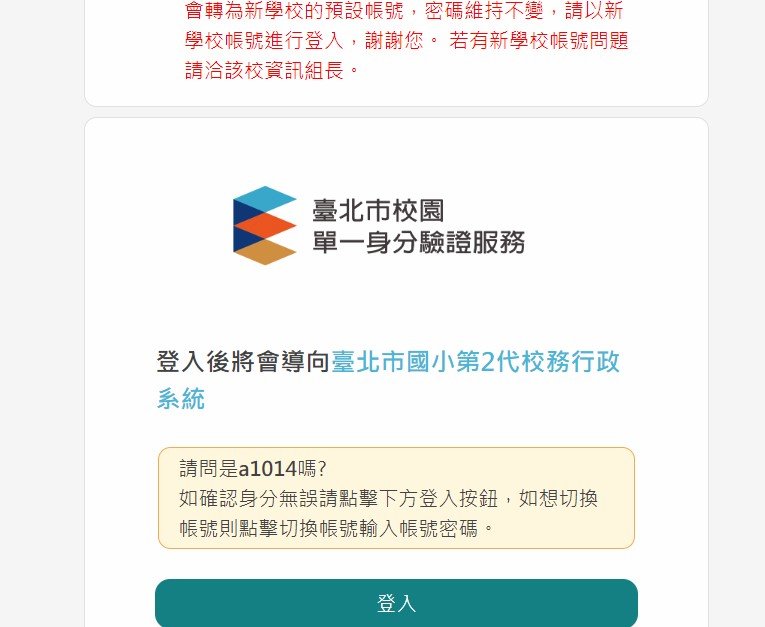 會轉為新學校的預設帳號，密碼維持不變，請以新
學校帳號進行登入，謝謝您。 若有新學校帳號問題
請洽該校資訊組長。
臺北市校園
單一身分驗證服務
登入後將會導向臺北市國小第2代校務行政
系統
請問是a1014嗎?
如確認身分無誤請點擊下方登入按鈕，如想切換
帳號則點擊切換帳號輸入帳號密碼。
登入